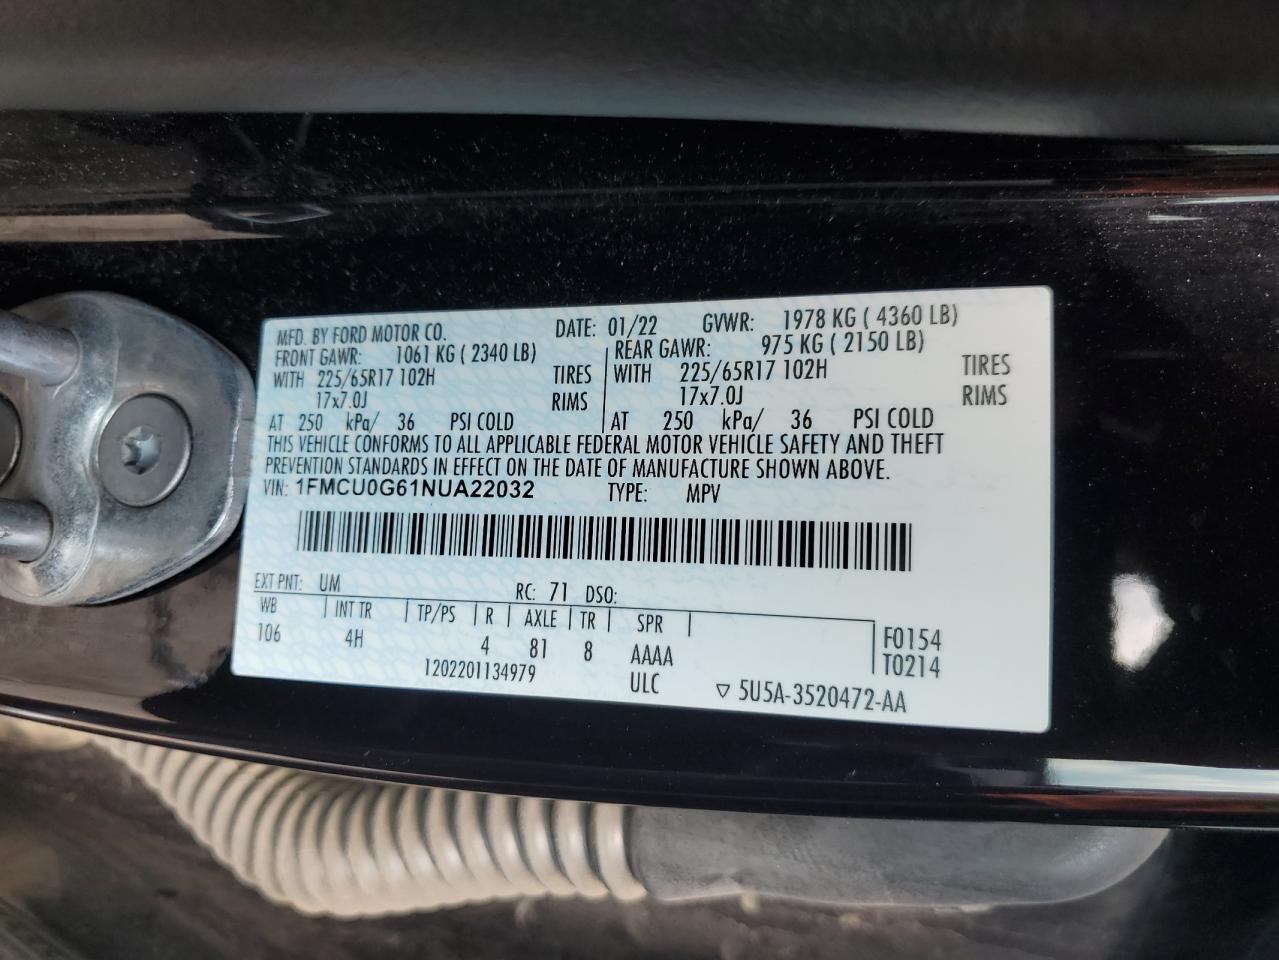 MFD. BY FORD MOTOR CO. DATE: 01/22 GVWR: 1978 KG ( 4360 LB)
FRONT GAWR: 1061 KG ( 2340 LB) REAR GAWR: 975 KG ( 2150 LB)
WITH 225/65R17 102H TIRES WITH 225/65R17 102H TIRES
17x7.0J RIMS 17x7.0J RIMS
AT 250 kPa/ 36 PSI COLD AT 250 kPa/ 36 PSI COLD
THIS VEHICLE CONFORMS TO ALL APPLICABLE FEDERAL MOTOR VEHICLE SAFETY AND THEFT
PREVENTION STANDARDS IN EFFECT ON THE DATE OF MANUFACTURE SHOWN ABOVE.
VIN: 1FMCU0G61NUA22032 TYPE: MPV
EXT PNT: UM RC: 71 DSO:
WB INT TR TP/PS R AXLE TR SPR
106 4H 4 81 8 AAAA F0154
1202201134979 ULC T0214
▽ 5U5A-3520472-AA